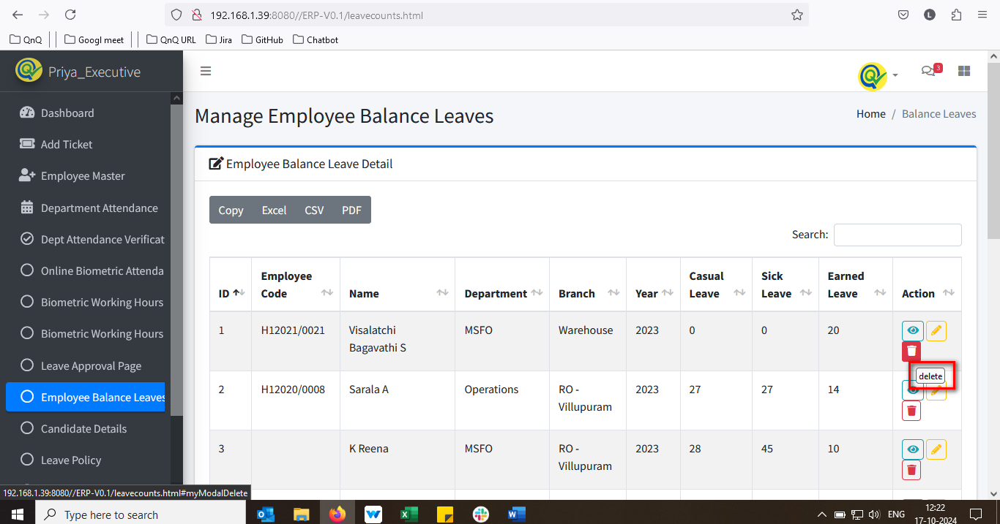 192.168.1.39:8080//ERP-V0.1/leavecounts.html
L
QnQ
Googl meet
QnQ URL
Jira
GitHub
Chatbot
Priya_Executive
3
Dashboard
Add Ticket
Employee Master
Department Attendance
Dept Attendance Verificat
Online Biometric Attenda
Biometric Working Hours
Biometric Working Hours
Leave Approval Page
Employee Balance Leaves
Candidate Details
Leave Policy
Manage Employee Balance Leaves
Home / Balance Leaves
Employee Balance Leave Detail
Copy Excel CSV PDF
Search:
ID Employee Code Name Department Branch Year Casual Leave Sick Leave Earned Leave Action
1 H12021/0021 Visalatchi Bagavathi S MSFO Warehouse 2023 0 0 20
delete
2 H12020/0008 Sarala A Operations RO - Villupuram 2023 27 27 14
3 K Reena MSFO RO - Villupuram 2023 28 45 10
192.168.1.39:8080//ERP-V0.1/leavecounts.html#myModalDelete
Type here to search
ENG
12:22
17-10-2024